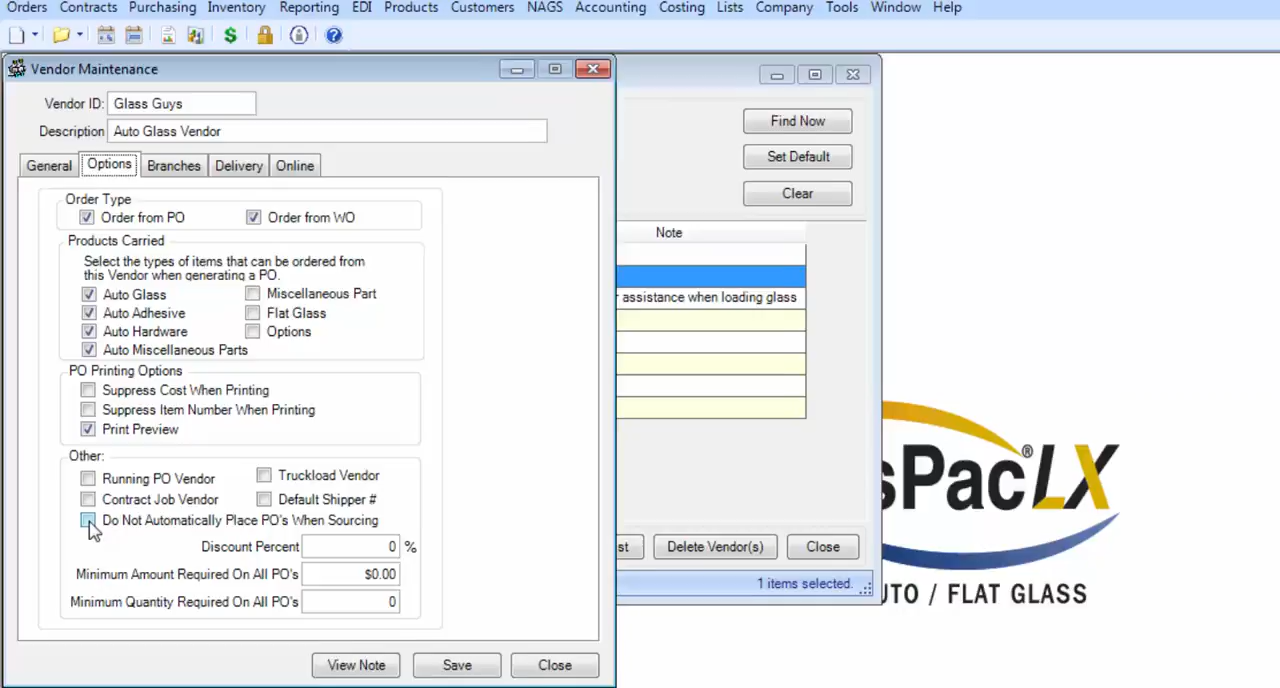 Orders Contracts Purchasing Inventory Reporting EDI Products Customers NAGS Accounting Costing Lists Company Tools Window Help
Vendor Maintenance
Vendor ID: Glass Guys
Description Auto Glass Vendor
General Options Branches Delivery Online
Order Type
Order from PO Order from WO
Products Carried
Select the types of items that can be ordered from
this Vendor when generating a PO.
Auto Glass Miscellaneous Part
Auto Adhesive Flat Glass
Auto Hardware Options
Auto Miscellaneous Parts
PO Printing Options
Suppress Cost When Printing
Suppress Item Number When Printing
Print Preview
Other:
Running PO Vendor Truckload Vendor
Contract Job Vendor Default Shipper #
Do Not Automatically Place PO's When Sourcing
Discount Percent 0 %
Minimum Amount Required On All PO's $0.00
Minimum Quantity Required On All PO's 0
View Note Save Close
Find Now
Set Default
Clear
Note
r assistance when loading glass
st Delete Vendor(s) Close
1 items selected.
sPac®LX
UTO / FLAT GLASS